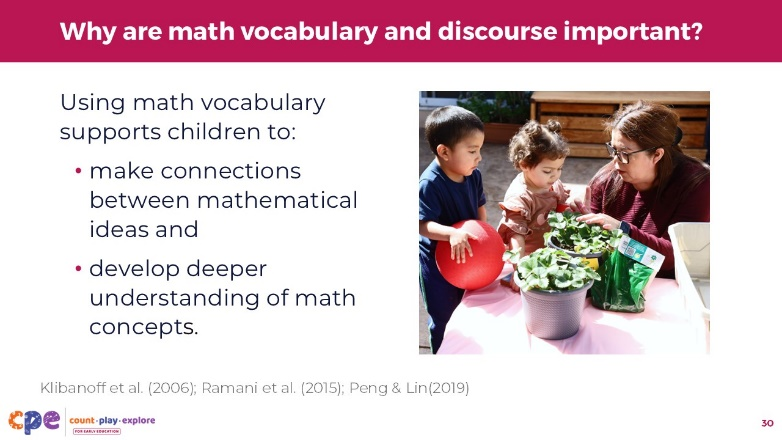 Why are math vocabulary and discourse important?
Using math vocabulary
supports children to:
• make connections
between mathematical
ideas and
• develop deeper
understanding of math
concepts.
Klibanoff et al. (2006); Ramani et al. (2015); Peng & Lin(2019)
cpe
count·play·explore
FOR EARLY EDUCATION
30